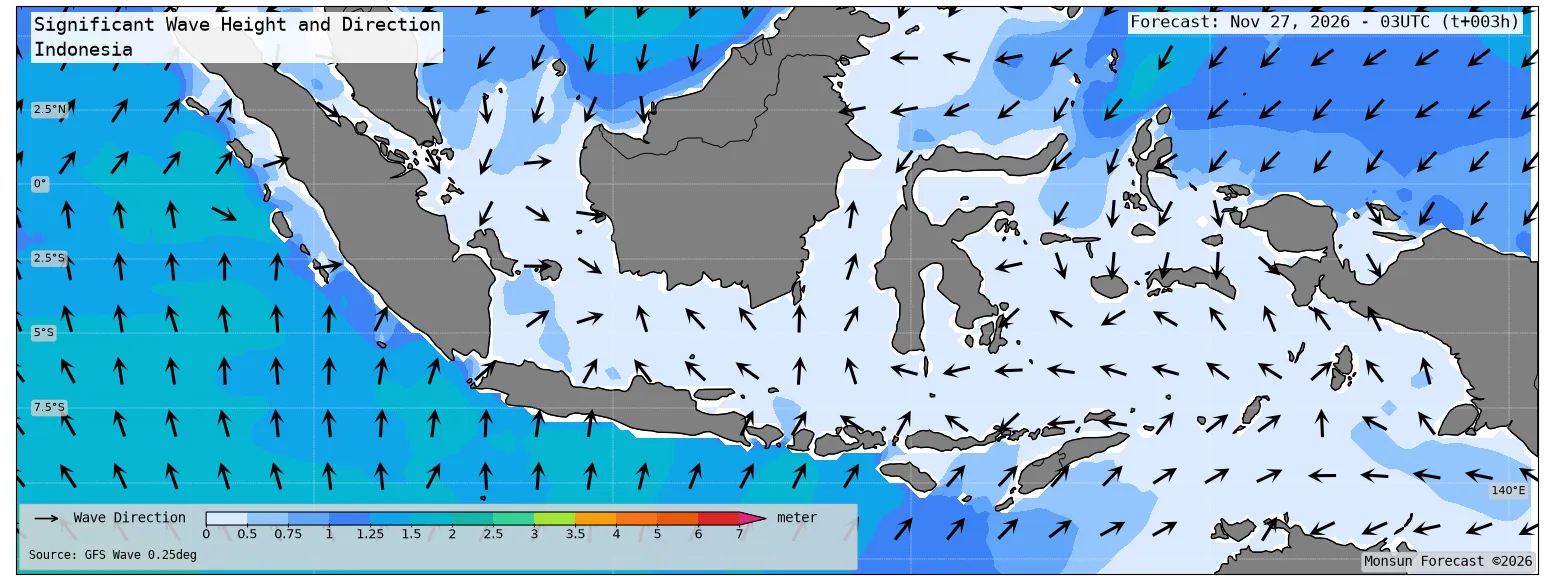 Significant Wave Height and Direction
Indonesia
Forecast: Nov 27, 2026 - 03UTC (t+003h)
2.5°N
0°
2.5°S
5°S
7.5°S
140°E
Wave Direction
0 0.5 0.75 1 1.25 1.5 2 2.5 3 3.5 4 5 6 7
meter
Source: GFS Wave 0.25deg
Monsun Forecast ©2026